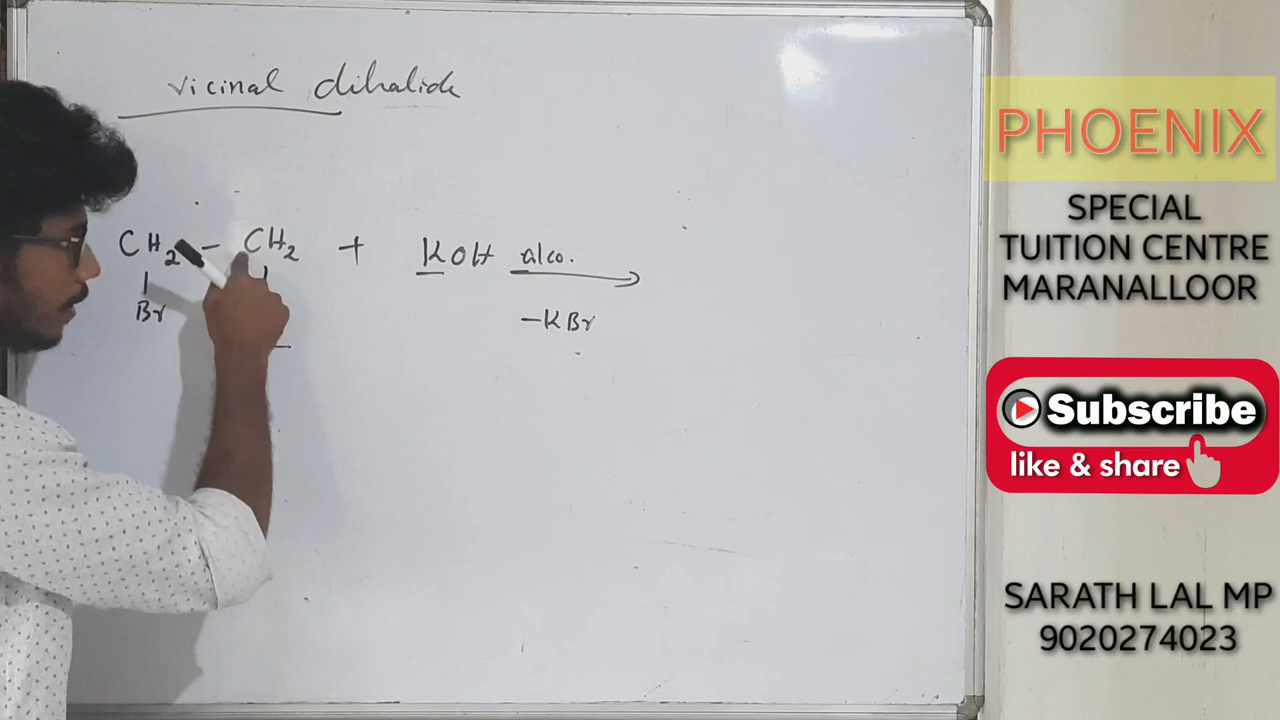 vicinal dihalide
CH2 - CH2 + KOH alco.
Br
-KBr
PHOENIX
SPECIAL
TUITION CENTRE
MARANALLOOR
Subscribe
like & share
SARATH LAL MP
9020274023